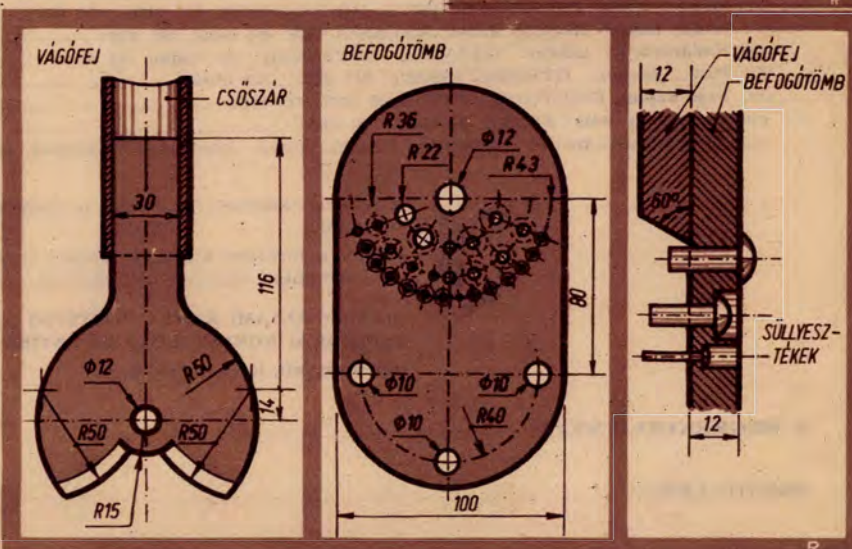 VÁGÓFEJ
CSŐSZÁR
30
116
R50
Φ12
14
R50
R50
R15
BEFOGÓTÖMB
R36
R22
Φ12
R43
80
Φ10
Φ10
Φ10
R40
100
12
VÁGÓFEJ
BEFOGÓTÖMB
60°
SÜLLYESZ-
TÉKEK
12